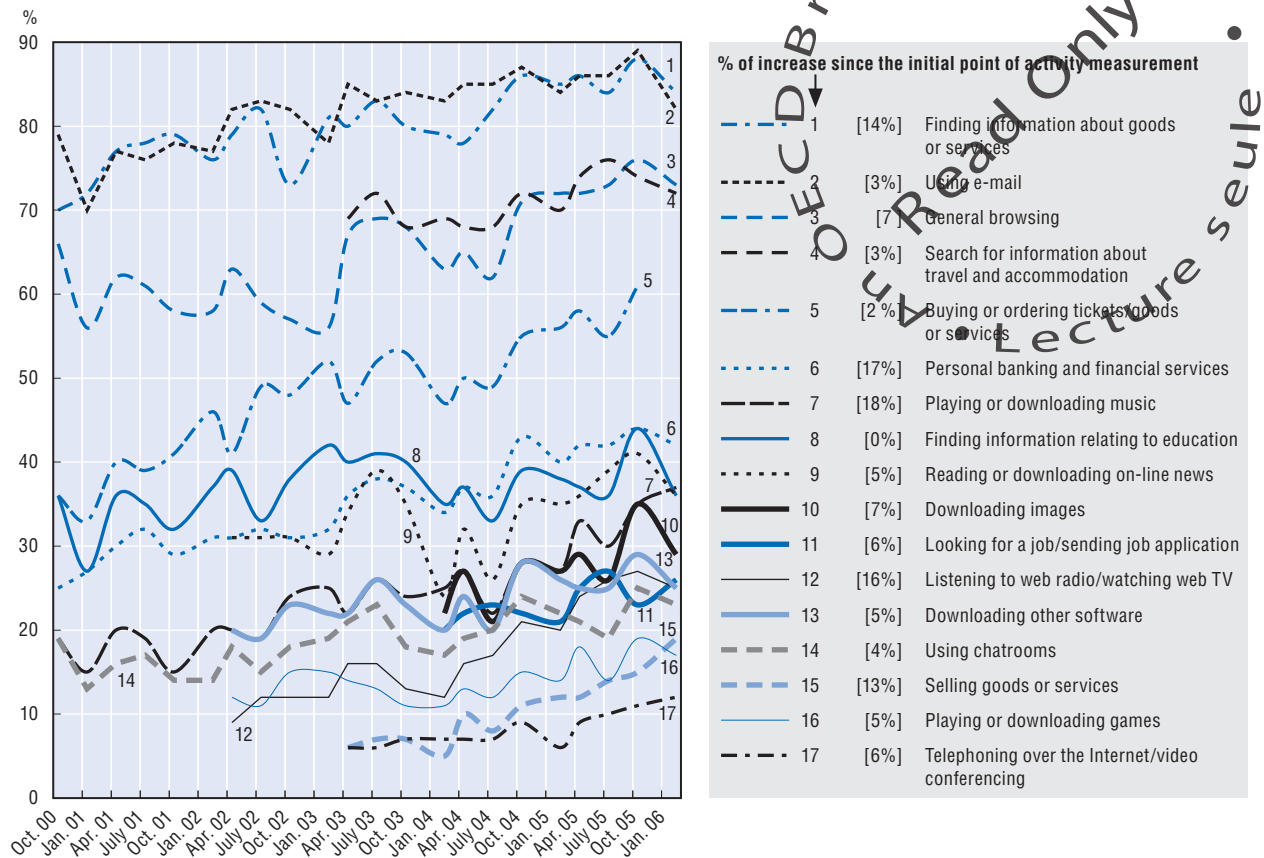 %
90
80
70
60
50
40
30
20
10
0
1
2
3
4
5
6
7
8
9
10
11
12
13
14
15
16
17
Oct. 00
Jan. 01
Apr. 01
July 01
Oct. 01
Jan. 02
Apr. 02
July 02
Oct. 02
Jan. 03
Apr. 03
July 03
Oct. 03
Jan. 04
Apr. 04
July 04
Oct. 04
Jan. 05
Apr. 05
July 05
Oct. 05
Jan. 06
% of increase since the initial point of activity measurement
1 [14%] Finding information about goods
or services
2 [3%] Using e-mail
3 [7 ] General browsing
4 [3%] Search for information about
travel and accommodation
5 [2 %] Buying or ordering tickets/goods
or services
6 [17%] Personal banking and financial services
7 [18%] Playing or downloading music
8 [0%] Finding information relating to education
9 [5%] Reading or downloading on-line news
10 [7%] Downloading images
11 [6%] Looking for a job/sending job application
12 [16%] Listening to web radio/watching web TV
13 [5%] Downloading other software
14 [4%] Using chatrooms
15 [13%] Selling goods or services
16 [5%] Playing or downloading games
17 [6%] Telephoning over the Internet/video
conferencing
An OECD Br
Read Only
• Lecture seule •